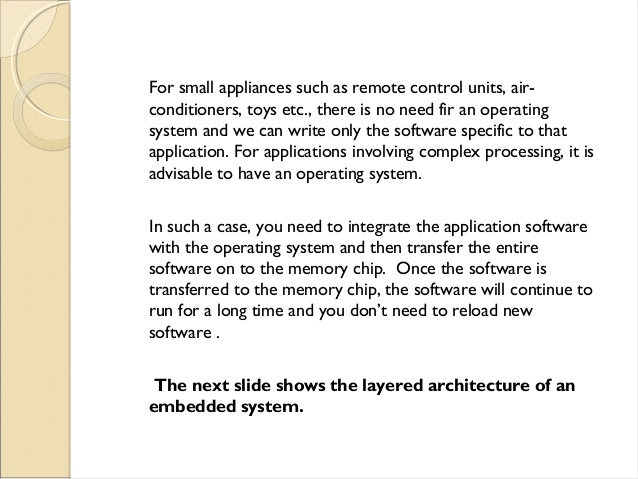 For small appliances such as remote control units, air-
conditioners, toys etc., there is no need fir an operating
system and we can write only the software specific to that
application. For applications involving complex processing, it is
advisable to have an operating system.
In such a case, you need to integrate the application software
with the operating system and then transfer the entire
software on to the memory chip.  Once the software is
transferred to the memory chip, the software will continue to
run for a long time and you don’t need to reload new
software .
The next slide shows the layered architecture of an
embedded system.